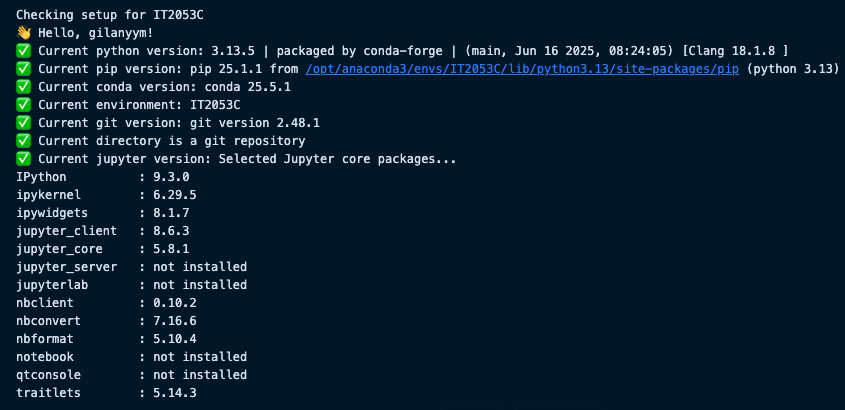 Checking setup for IT2053C
👋 Hello, gilanyym!
✅ Current python version: 3.13.5 | packaged by conda-forge | (main, Jun 16 2025, 08:24:05) [Clang 18.1.8 ]
✅ Current pip version: pip 25.1.1 from /opt/anaconda3/envs/IT2053C/lib/python3.13/site-packages/pip (python 3.13)
✅ Current conda version: conda 25.5.1
✅ Current environment: IT2053C
✅ Current git version: git version 2.48.1
✅ Current directory is a git repository
✅ Current jupyter version: Selected Jupyter core packages...
IPython          : 9.3.0
ipykernel        : 6.29.5
ipywidgets       : 8.1.7
jupyter_client   : 8.6.3
jupyter_core     : 5.8.1
jupyter_server   : not installed
jupyterlab       : not installed
nbclient         : 0.10.2
nbconvert        : 7.16.6
nbformat         : 5.10.4
notebook         : not installed
qtconsole        : not installed
traitlets        : 5.14.3